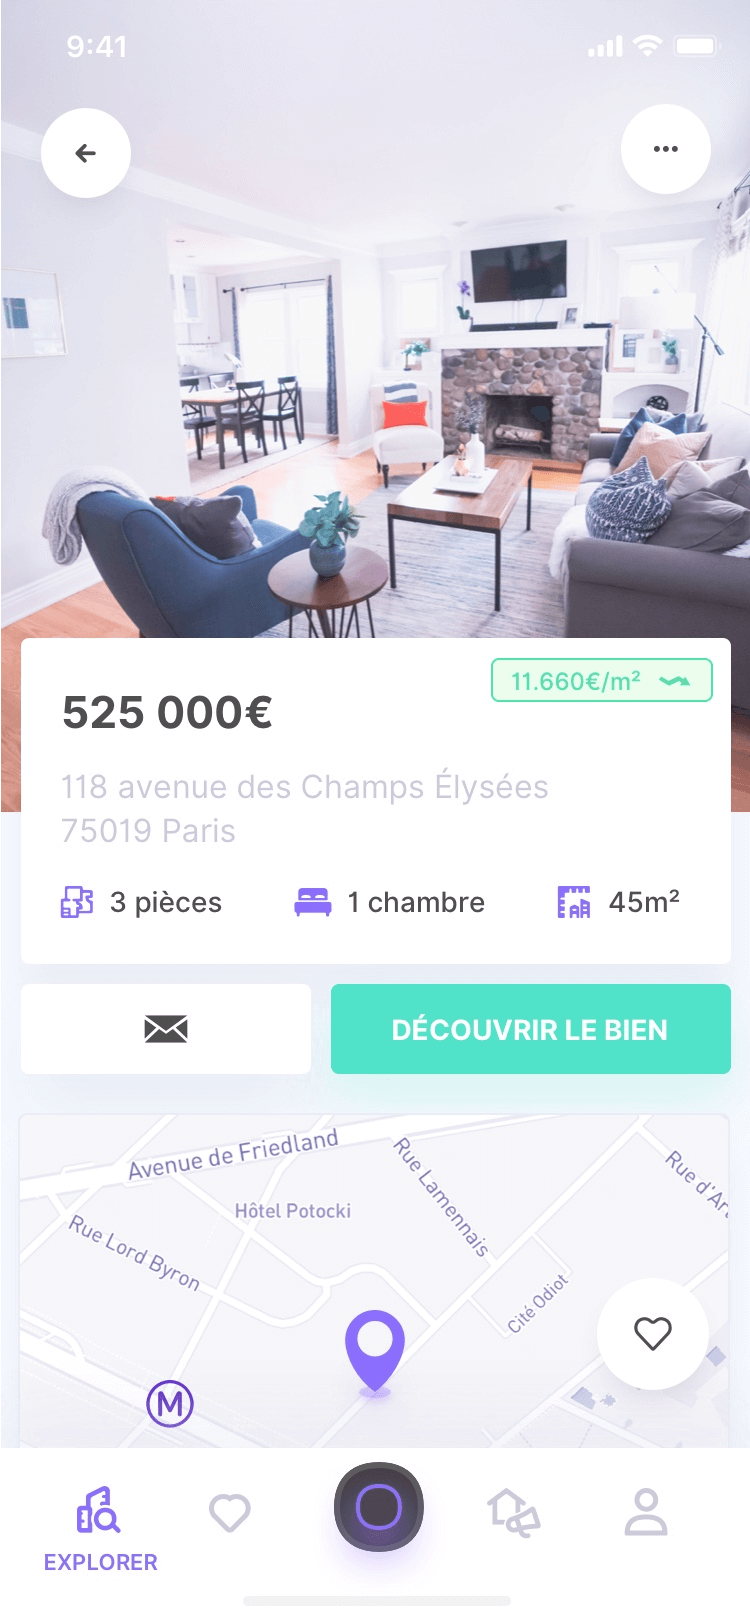 9:41
11.660€/m²
525 000€
118 avenue des Champs Élysées
75019 Paris
3 pièces
1 chambre
45m²
DÉCOUVRIR LE BIEN
Avenue de Friedland
Rue Lamennais
Rue d'Ar
Hôtel Potocki
Rue Lord Byron
Cité Odiot
M
EXPLORER